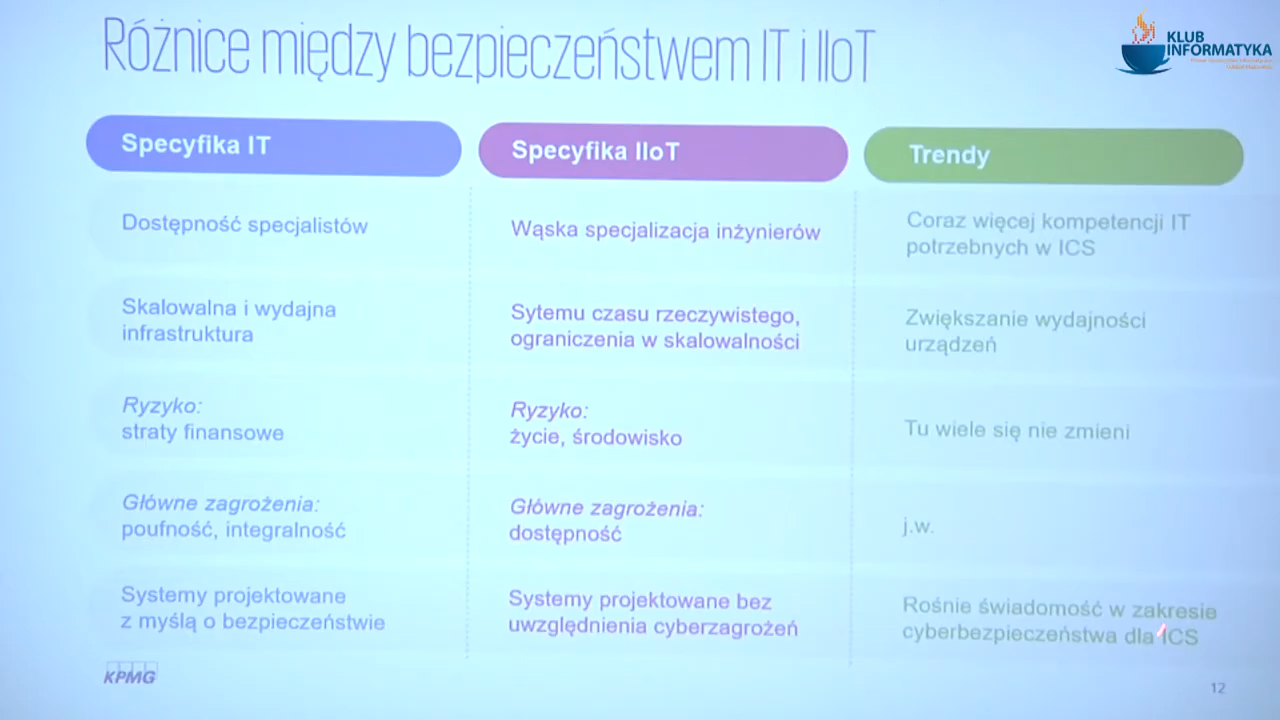 Różnice między bezpieczeństwem IT i IIoT
KLUB
INFORMATYKA
Specyfika IT
Specyfika IIoT
Trendy
Dostępność specjalistów
Wąska specjalizacja inżynierów
Coraz więcej kompetencji IT
potrzebnych w ICS
Skalowalna i wydajna
infrastruktura
Sytemu czasu rzeczywistego,
ograniczenia w skalowalności
Zwiększanie wydajności
urządzeń
Ryzyko:
straty finansowe
Ryzyko:
życie, środowisko
Tu wiele się nie zmieni
Główne zagrożenia:
poufność, integralność
Główne zagrożenia:
dostępność
j.w.
Systemy projektowane
z myślą o bezpieczeństwie
Systemy projektowane bez
uwzględnienia cyberzagrożeń
Rośnie świadomość w zakresie
cyberbezpieczeństwa dla ICS
KPMG
12